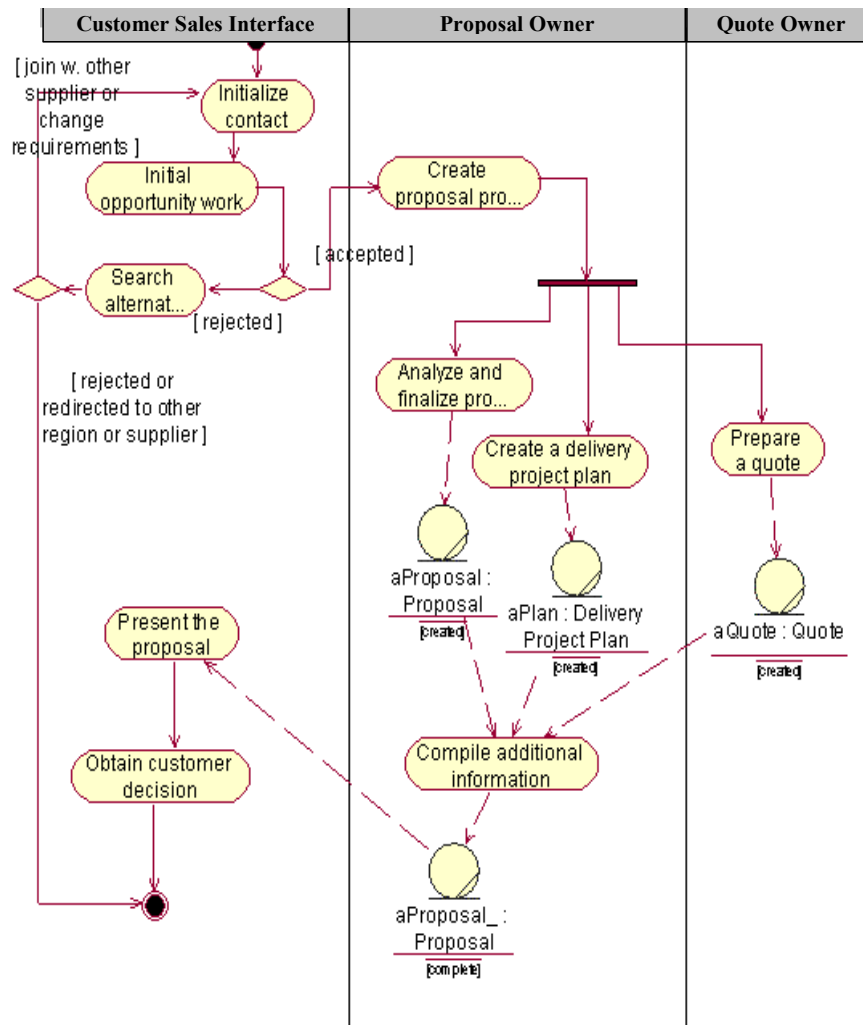 Customer Sales Interface
Proposal Owner
Quote Owner
[ join w. other
supplier or
change
requirements ]
Initialize
contact
Initial
opportunity work
Create
proposal pro...
[ accepted ]
Search
alternat...
[ rejected ]
[ rejected or
redirected to other
region or supplier ]
Analyze and
finalize pro...
Create a delivery
project plan
Prepare
a quote
aProposal :
Proposal
[created]
aPlan : Delivery
Project Plan
[created]
aQuote : Quote
[created]
Present the
proposal
Compile additional
information
Obtain customer
decision
aProposal_ :
Proposal
[complete]